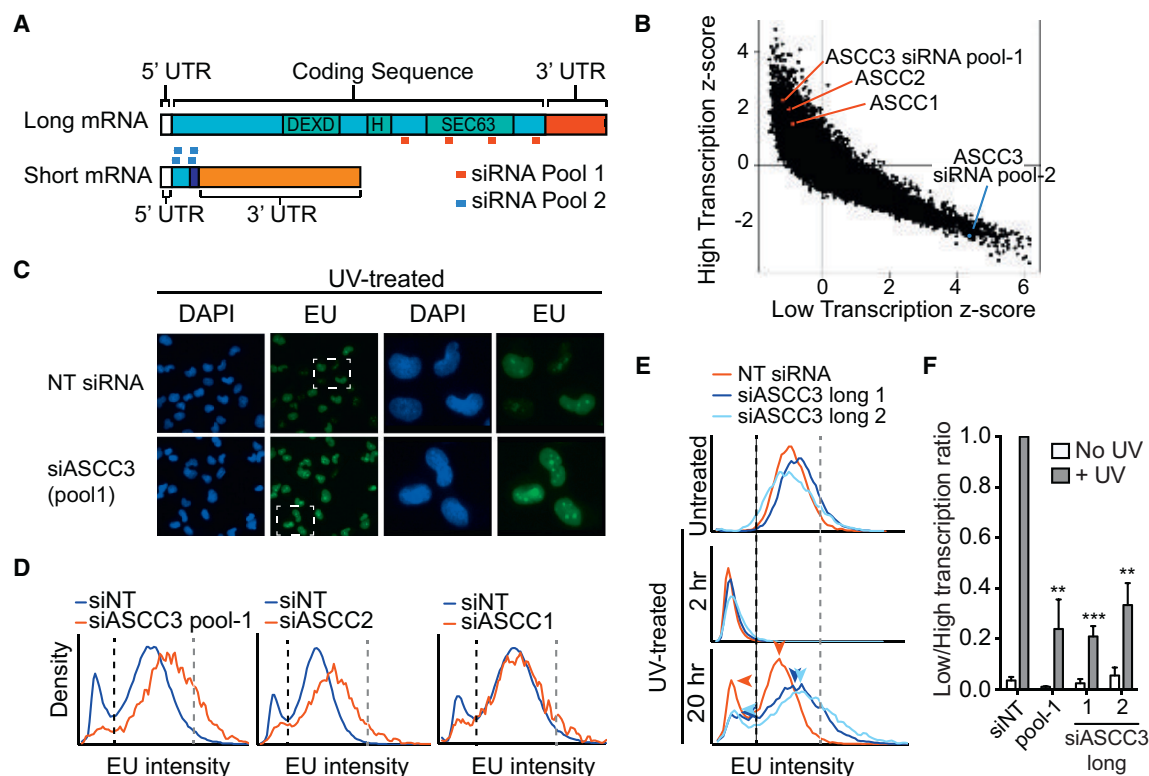 A
5' UTR
Coding Sequence
3' UTR
Long mRNA
DEXD
H
SEC63
Short mRNA
5' UTR
3' UTR
siRNA Pool 1
siRNA Pool 2
B
High Transcription z-score
4
2
0
-2
ASCC3 siRNA pool-1
ASCC2
ASCC1
ASCC3
siRNA pool-2
0
2
4
6
Low Transcription z-score
C
UV-treated
DAPI
EU
DAPI
EU
NT siRNA
siASCC3
(pool1)
D
siNT
siASCC3 pool-1
siNT
siASCC2
siNT
siASCC1
Density
EU intensity
EU intensity
EU intensity
E
NT siRNA
siASCC3 long 1
siASCC3 long 2
Untreated
UV-treated
2 hr
20 hr
EU intensity
F
Low/High transcription ratio
1.0
0.8
0.6
0.4
0.2
0.0
No UV
+ UV
**
***
**
siNT
pool-1
1
2
siASCC3
long